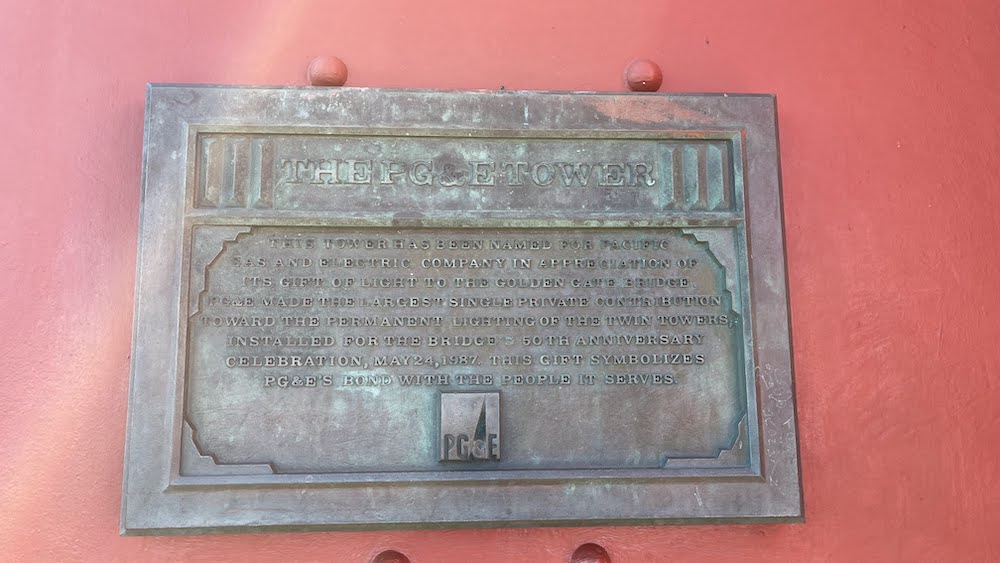 THE PG&E TOWER
THIS TOWER HAS BEEN NAMED FOR PACIFIC
GAS AND ELECTRIC COMPANY IN APPRECIATION OF
ITS GIFT OF LIGHT TO THE GOLDEN GATE BRIDGE.
PG&E MADE THE LARGEST SINGLE PRIVATE CONTRIBUTION
TOWARD THE PERMANENT LIGHTING OF THE TWIN TOWERS,
INSTALLED FOR THE BRIDGE'S 50TH ANNIVERSARY
CELEBRATION, MAY 24, 1987. THIS GIFT SYMBOLIZES
PG&E'S BOND WITH THE PEOPLE IT SERVES.
PG&E